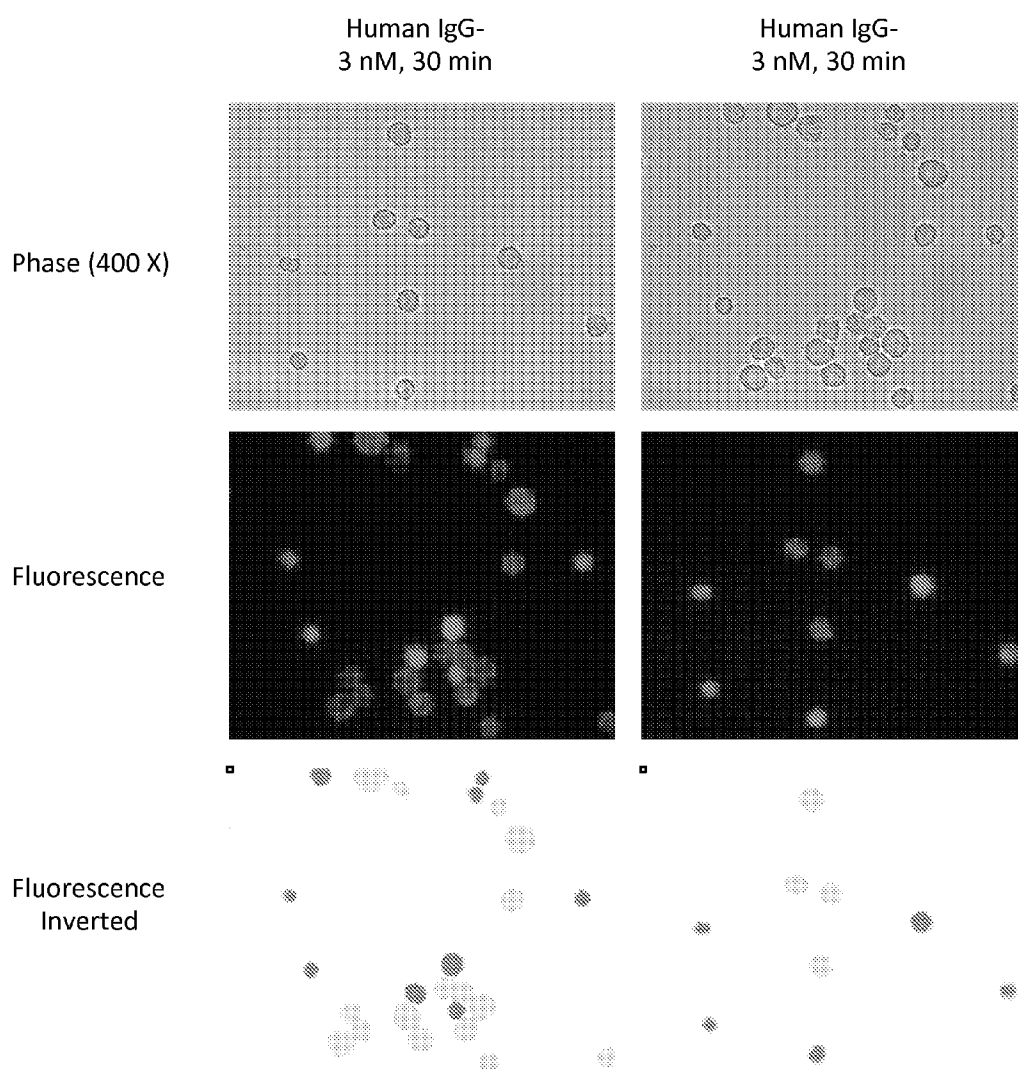 Human IgG-
3 nM, 30 min
Human IgG-
3 nM, 30 min
Phase (400 X)
Fluorescence
Fluorescence
Inverted